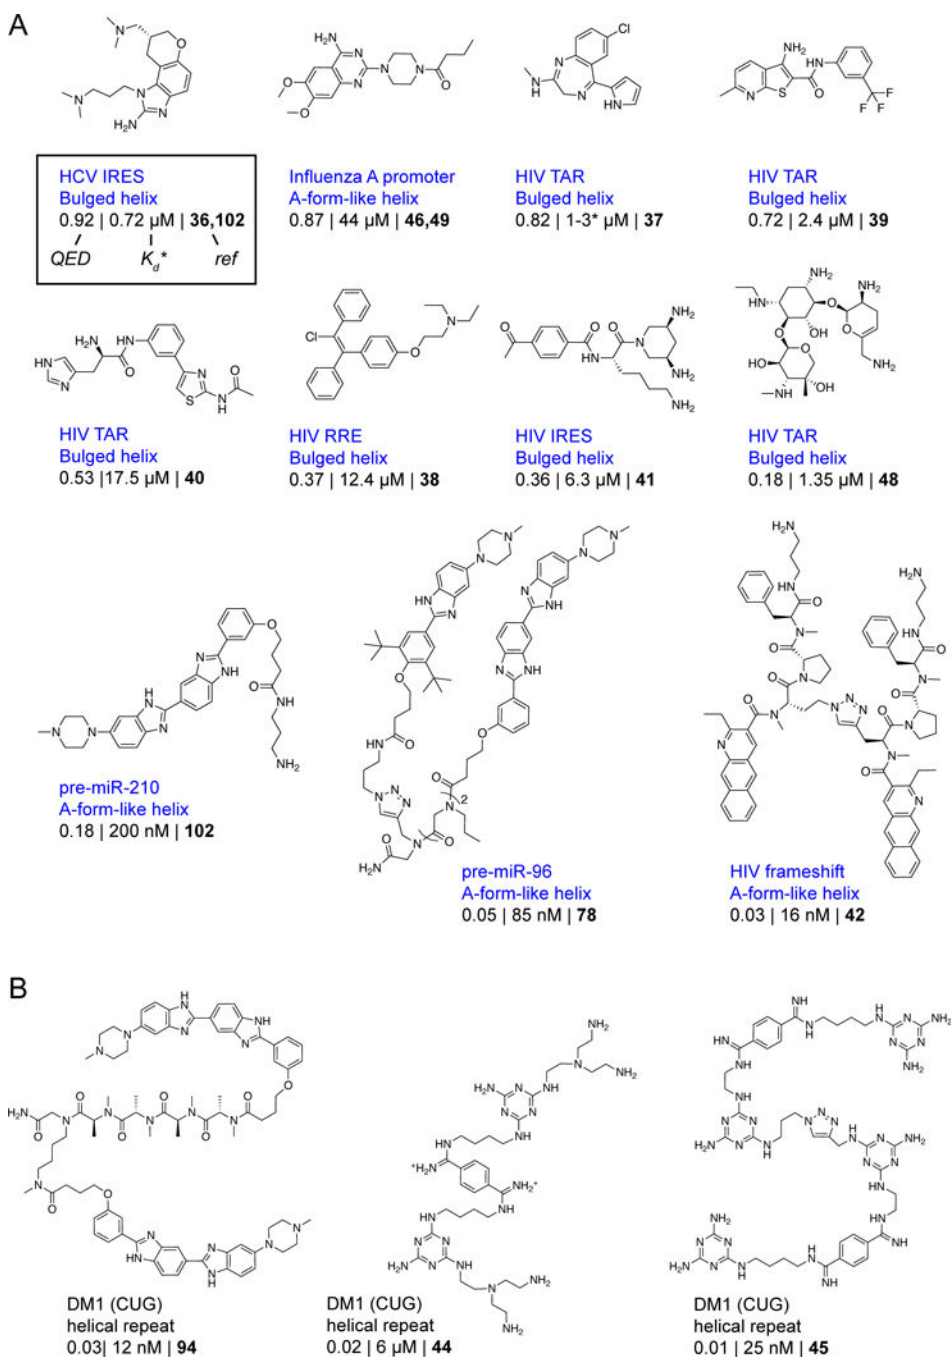 A
HCV IRES
Bulged helix
0.92 | 0.72 µM | 36,102
QED K_d* ref
Influenza A promoter
A-form-like helix
0.87 | 44 µM | 46,49
HIV TAR
Bulged helix
0.82 | 1-3* µM | 37
HIV TAR
Bulged helix
0.72 | 2.4 µM | 39
HIV TAR
Bulged helix
0.53 |17.5 µM | 40
HIV RRE
Bulged helix
0.37 | 12.4 µM | 38
HIV IRES
Bulged helix
0.36 | 6.3 µM | 41
HIV TAR
Bulged helix
0.18 | 1.35 µM | 48
pre-miR-210
A-form-like helix
0.18 | 200 nM | 102
pre-miR-96
A-form-like helix
0.05 | 85 nM | 78
HIV frameshift
A-form-like helix
0.03 | 16 nM | 42
B
DM1 (CUG)
helical repeat
0.03| 12 nM | 94
DM1 (CUG)
helical repeat
0.02 | 6 µM | 44
DM1 (CUG)
helical repeat
0.01 | 25 nM | 45